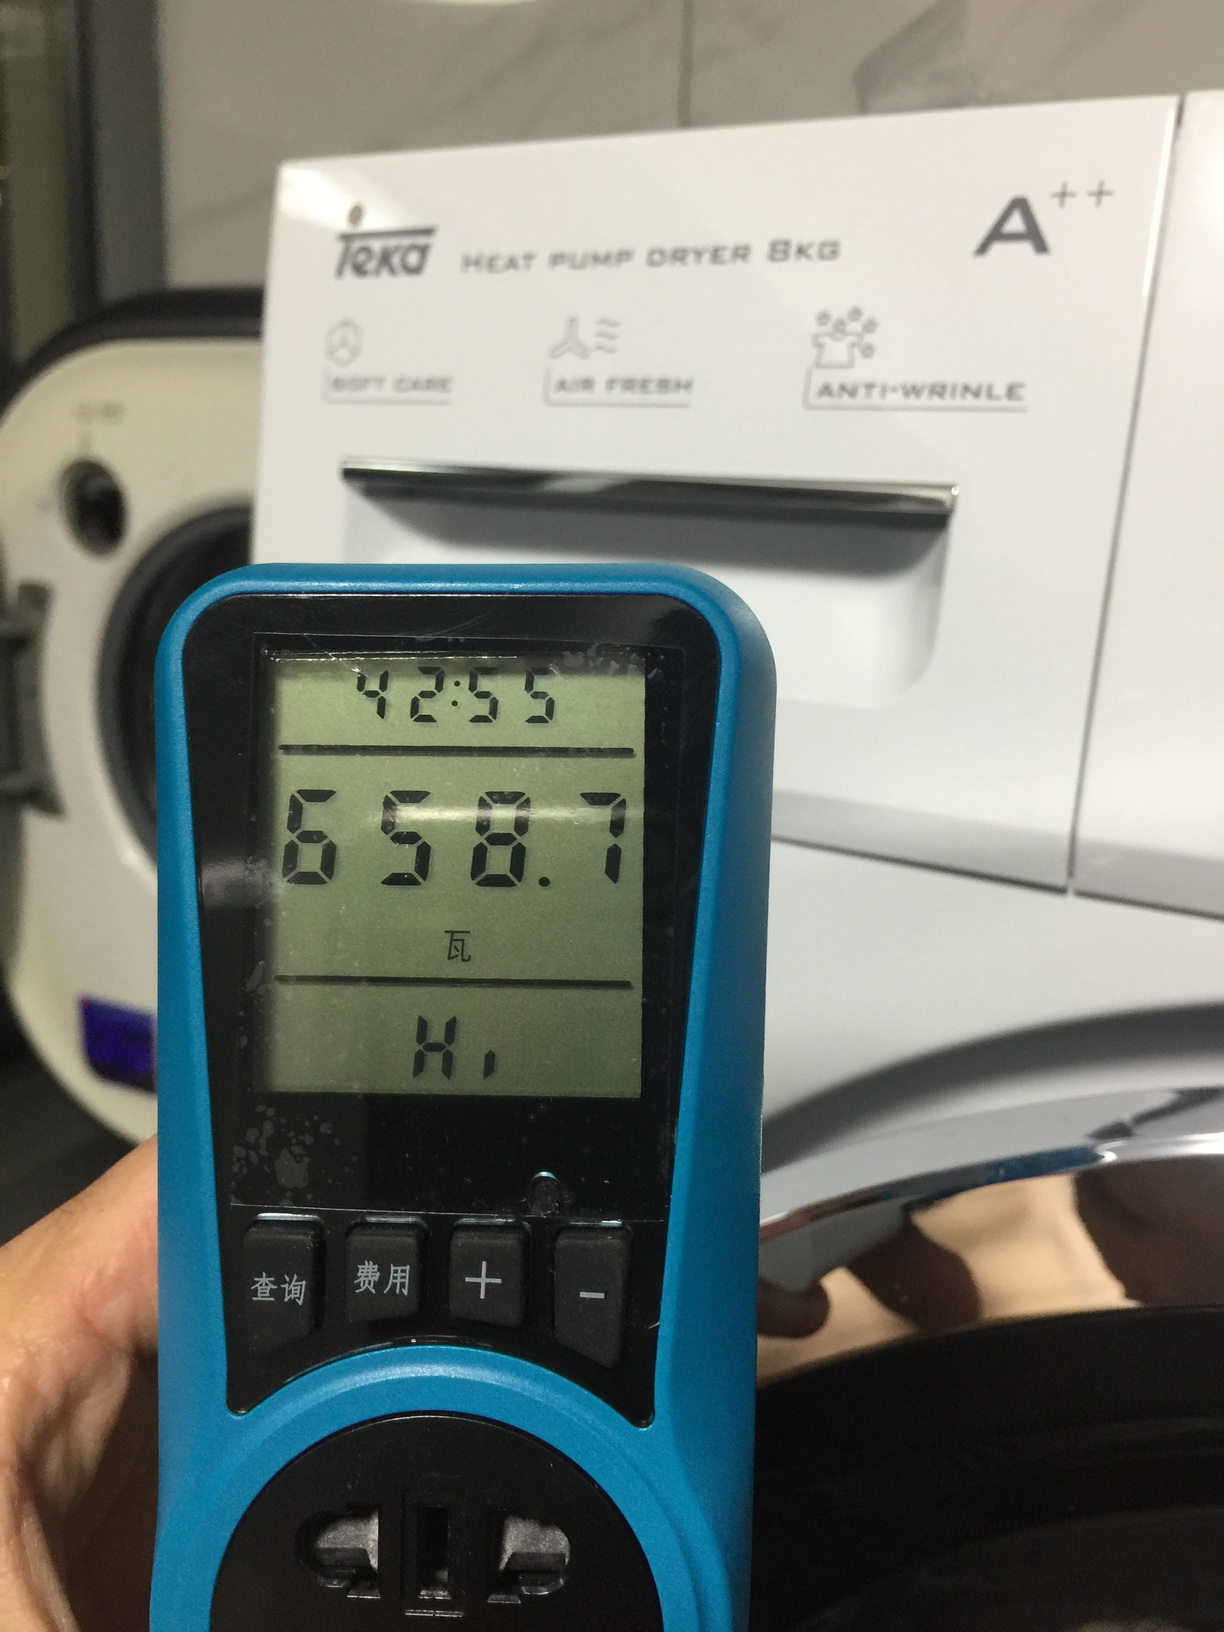 Teka HEAT PUMP DRYER 8KG A++
SOFT CARE AIR FRESH ANTI-WRINLE
42:55
658.7
瓦
Hi
查询 费用 + −